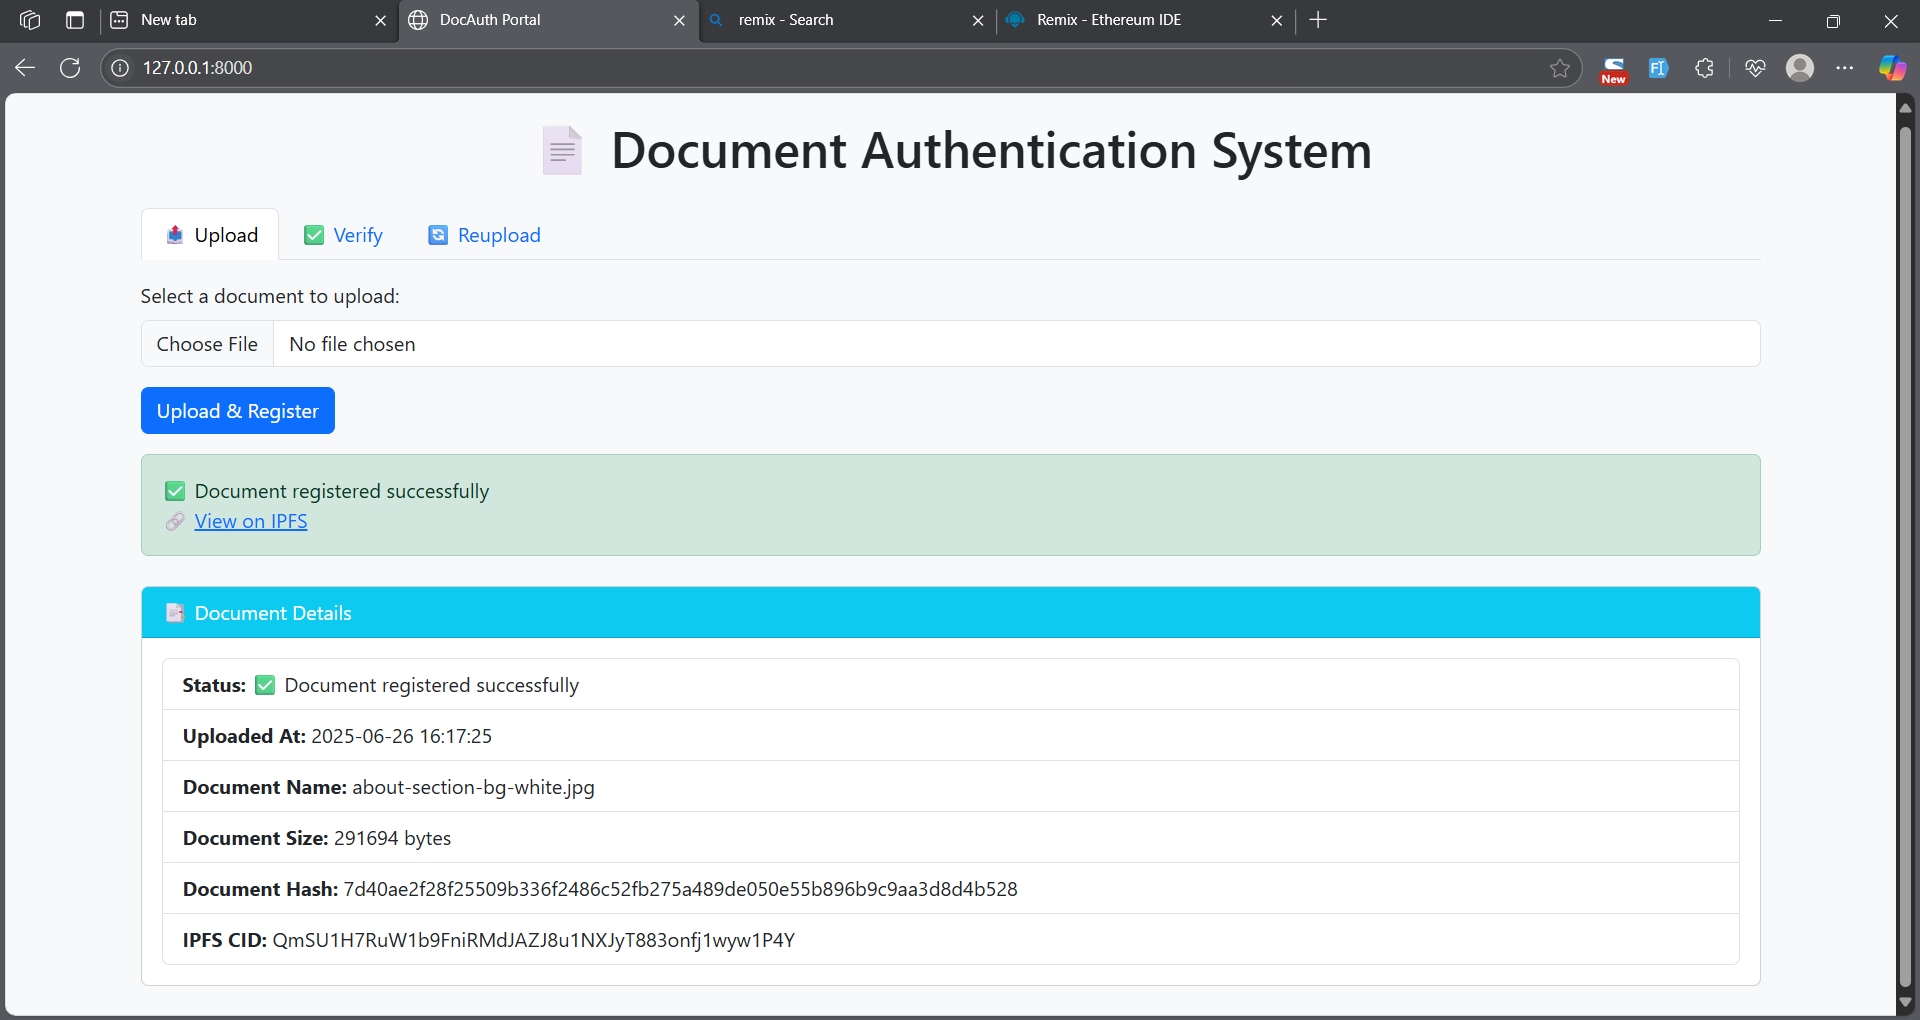 New tab
DocAuth Portal
remix - Search
Remix - Ethereum IDE
127.0.0.1:8000
New
Document Authentication System
Upload
Verify
Reupload
Select a document to upload:
Choose File
No file chosen
Upload & Register
Document registered successfully
View on IPFS
Document Details
Status: ✅ Document registered successfully
Uploaded At: 2025-06-26 16:17:25
Document Name: about-section-bg-white.jpg
Document Size: 291694 bytes
Document Hash: 7d40ae2f28f25509b336f2486c52fb275a489de050e55b896b9c9aa3d8d4b528
IPFS CID: QmSU1H7RuW1b9FniRMdJAZJ8u1NXJyT883onfj1wyw1P4Y